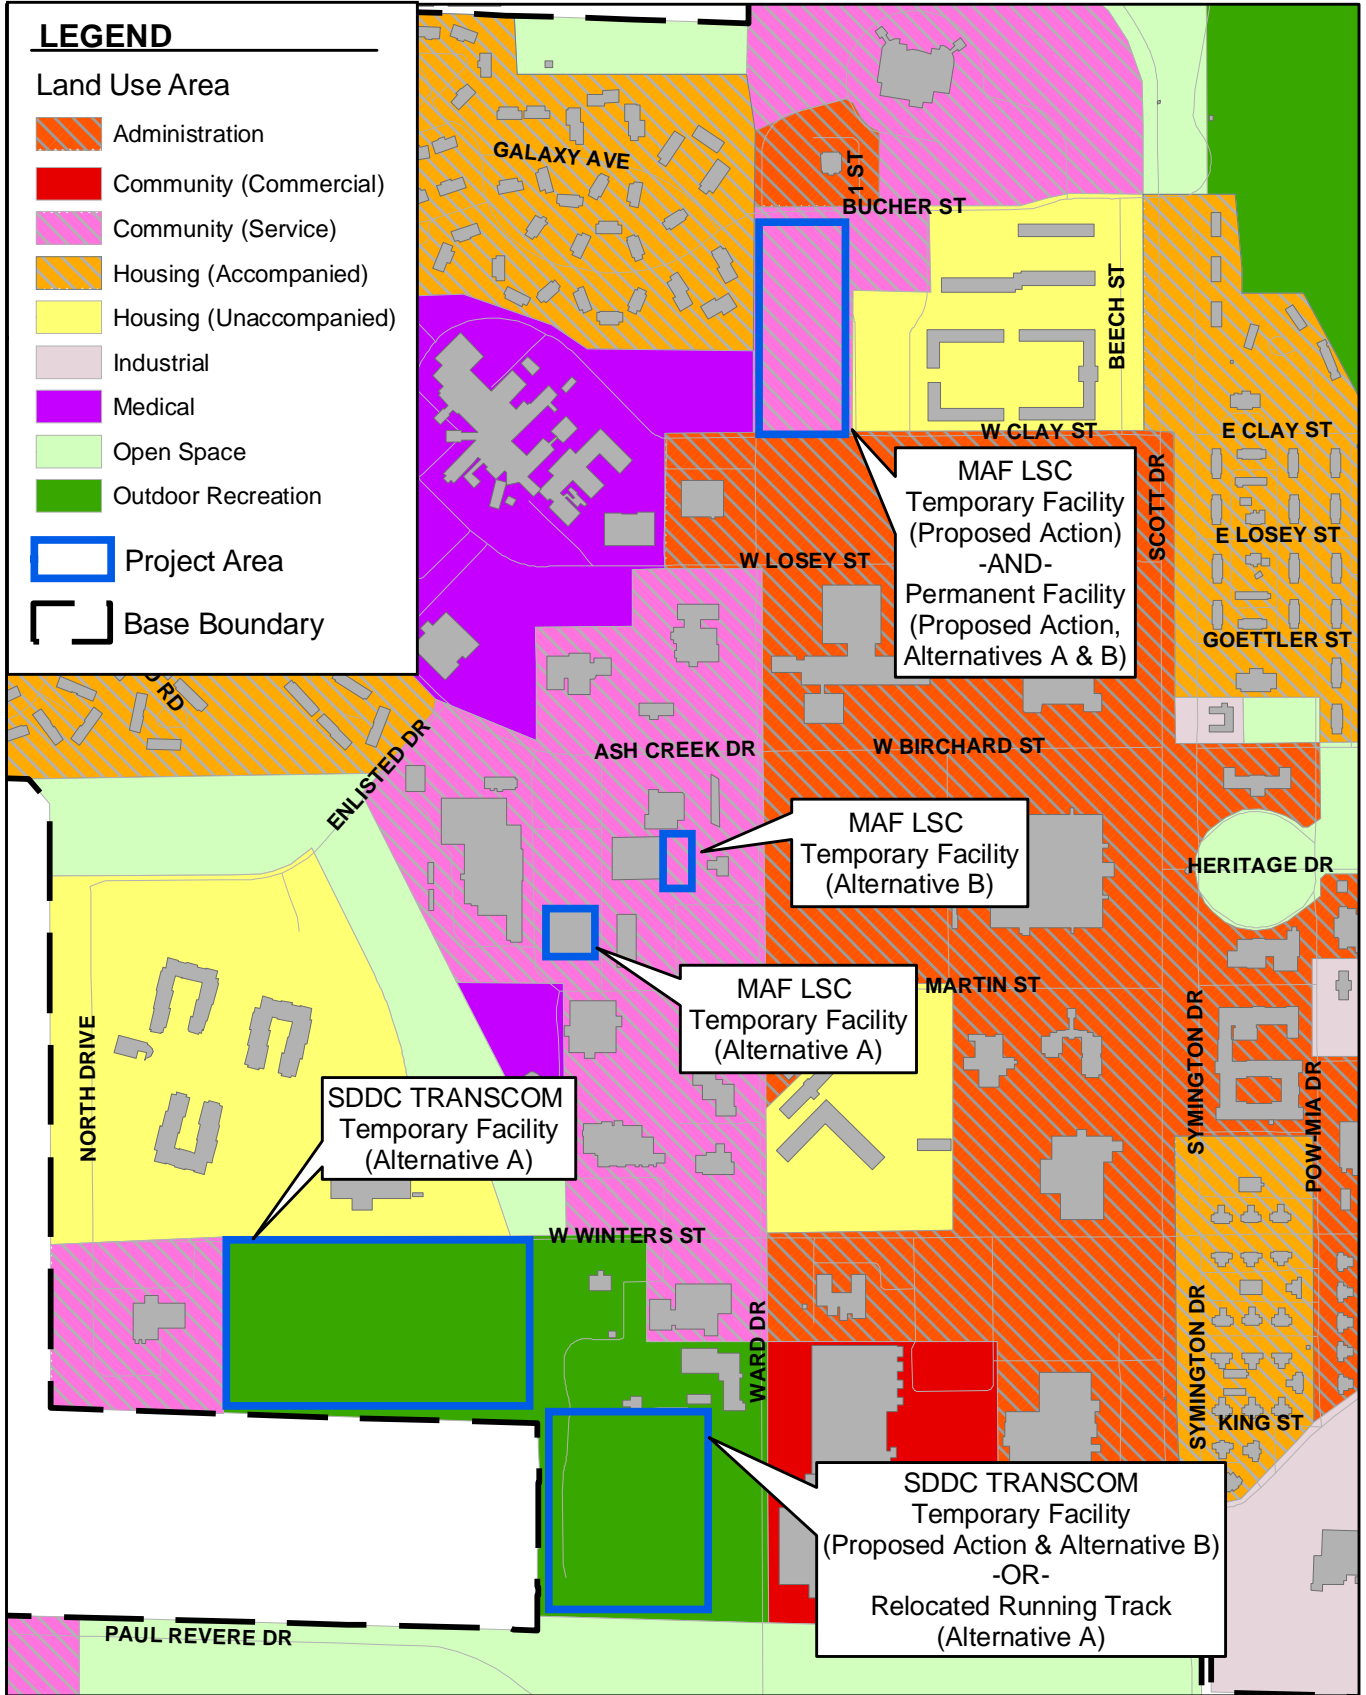 LEGEND
Land Use Area
Administration
Community (Commercial)
Community (Service)
Housing (Accompanied)
Housing (Unaccompanied)
Industrial
Medical
Open Space
Outdoor Recreation
Project Area
Base Boundary
GALAXY AVE
1 ST
BUCHER ST
BEECH ST
W CLAY ST
E CLAY ST
MAF LSC
Temporary Facility
(Proposed Action)
-AND-
Permanent Facility
(Proposed Action,
Alternatives A & B)
SCOTT DR
E LOSEY ST
W LOSEY ST
GOETTLER ST
RD
ENLISTED DR
ASH CREEK DR
W BIRCHARD ST
MAF LSC
Temporary Facility
(Alternative B)
HERITAGE DR
MAF LSC
Temporary Facility
(Alternative A)
MARTIN ST
NORTH DRIVE
SYMINGTON DR
POW-MIA DR
SDDC TRANSCOM
Temporary Facility
(Alternative A)
W WINTERS ST
WARD DR
SYMINGTON DR
KING ST
SDDC TRANSCOM
Temporary Facility
(Proposed Action & Alternative B)
-OR-
Relocated Running Track
(Alternative A)
PAUL REVERE DR